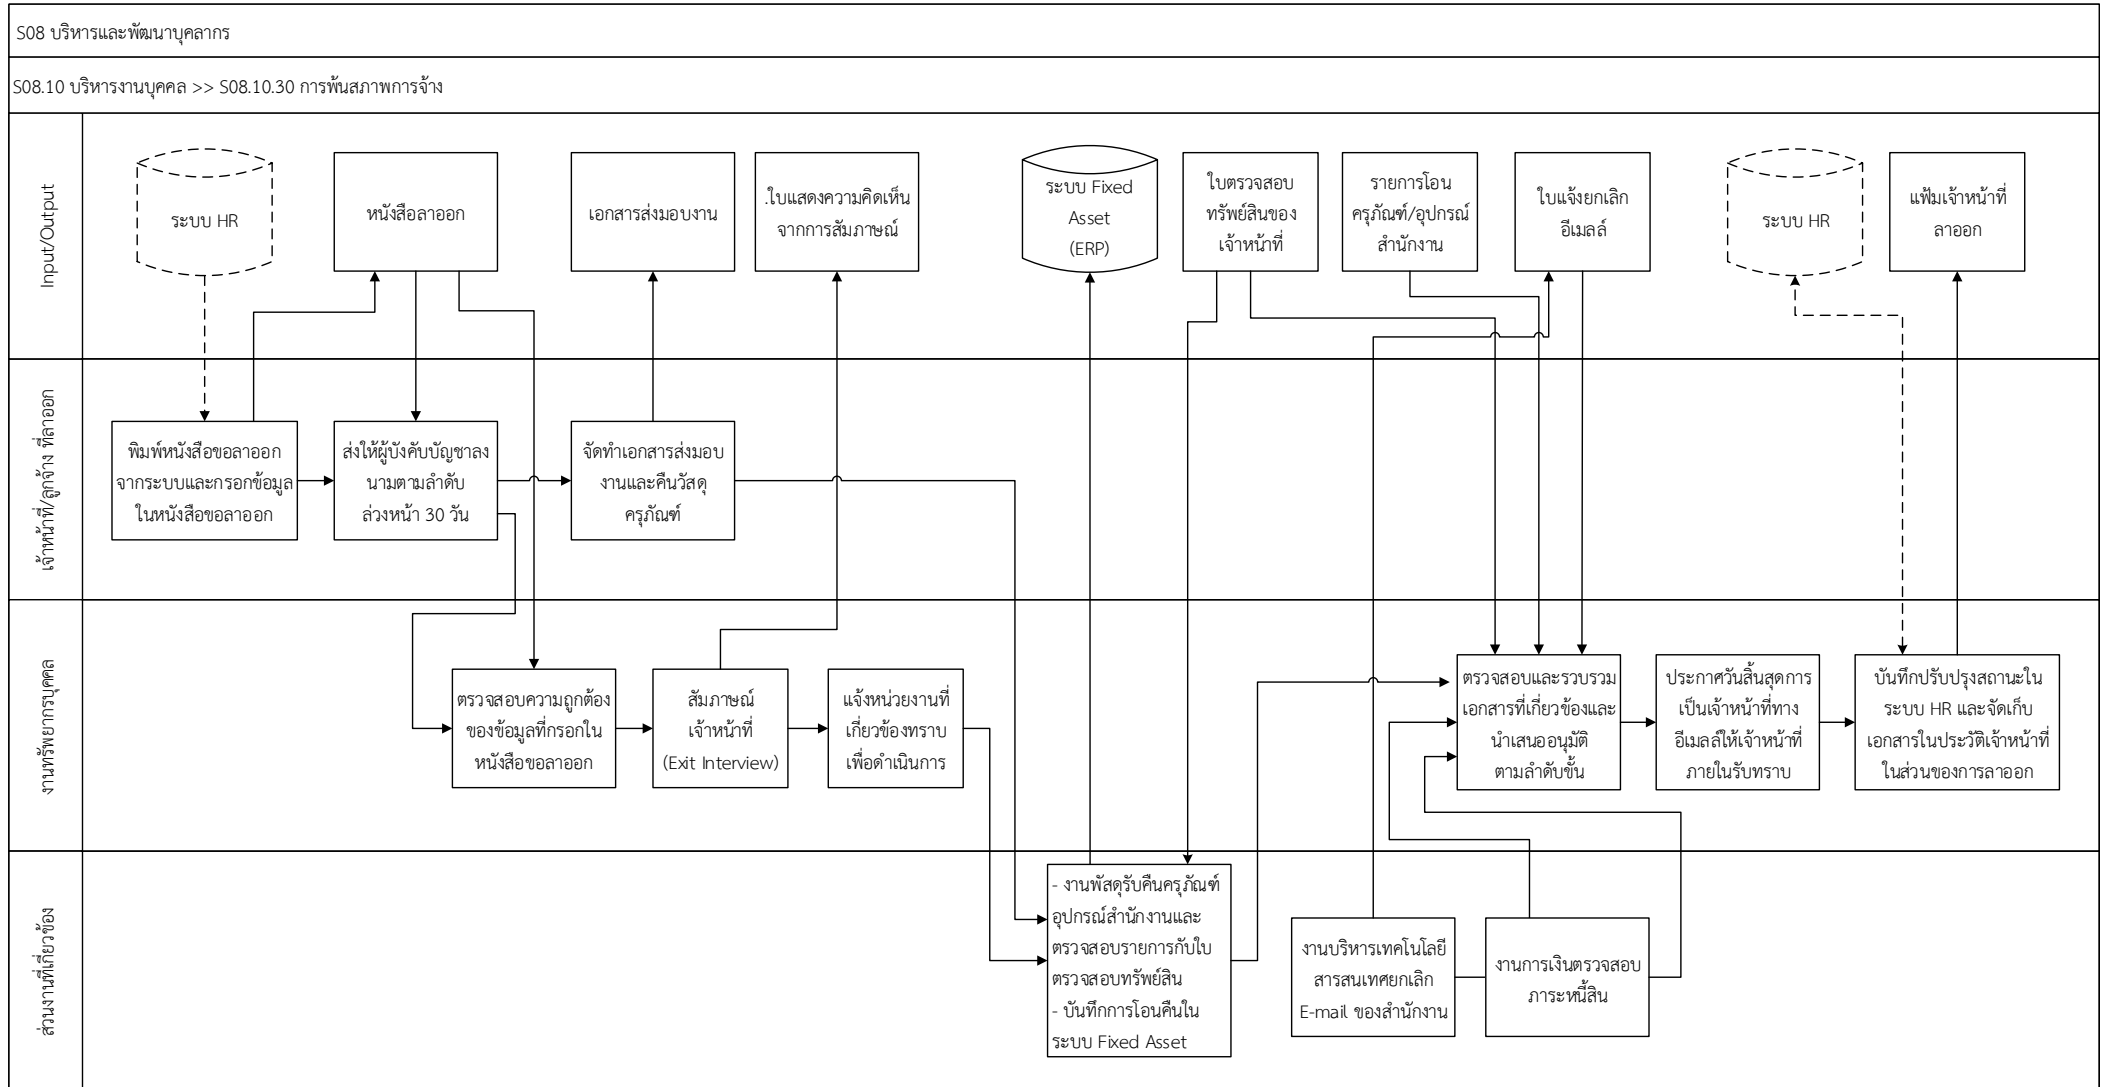 S08 บริหารและพัฒนาบุคลากร
S08.10 บริหารงานบุคคล >> S08.10.30 การพ้นสภาพการจ้าง
Input/Output
ระบบ HR
หนังสือลาออก
เอกสารส่งมอบงาน
.ใบแสดงความคิดเห็น
จากการสัมภาษณ์
ระบบ Fixed
Asset
(ERP)
ใบตรวจสอบ
ทรัพย์สินของ
เจ้าหน้าที่
รายการโอน
ครุภัณฑ์/อุปกรณ์
สำนักงาน
ใบแจ้งยกเลิก
อีเมลล์
ระบบ HR
แฟ้มเจ้าหน้าที่
ลาออก
เจ้าหน้าที่/ลูกจ้าง ที่ลาออก
พิมพ์หนังสือขอลาออก
จากระบบและกรอกข้อมูล
ในหนังสือขอลาออก
ส่งให้ผู้บังคับบัญชาลง
นามตามลำดับ
ล่วงหน้า 30 วัน
จัดทำเอกสารส่งมอบ
งานและคืนวัสดุ
ครุภัณฑ์
งานทรัพยากรบุคคล
ตรวจสอบความถูกต้อง
ของข้อมูลที่กรอกใน
หนังสือขอลาออก
สัมภาษณ์
เจ้าหน้าที่
(Exit Interview)
แจ้งหน่วยงานที่
เกี่ยวข้องทราบ
เพื่อดำเนินการ
ตรวจสอบและรวบรวม
เอกสารที่เกี่ยวข้องและ
นำเสนออนุมัติ
ตามลำดับขั้น
ประกาศวันสิ้นสุดการ
เป็นเจ้าหน้าที่ทาง
อีเมลล์ให้เจ้าหน้าที่
ภายในรับทราบ
บันทึกปรับปรุงสถานะใน
ระบบ HR และจัดเก็บ
เอกสารในประวัติเจ้าหน้าที่
ในส่วนของการลาออก
ส่วนงานที่เกี่ยวข้อง
- งานพัสดุรับคืนครุภัณฑ์
อุปกรณ์สำนักงานและ
ตรวจสอบรายการกับใบ
ตรวจสอบทรัพย์สิน
- บันทึกการโอนคืนใน
ระบบ Fixed Asset
งานบริหารเทคโนโลยี
สารสนเทศยกเลิก
E-mail ของสำนักงาน
งานการเงินตรวจสอบ
ภาระหนี้สิน